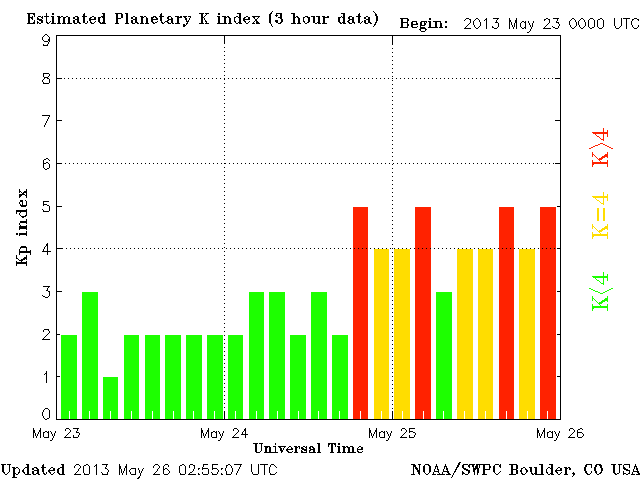 Estimated Planetary K index (3 hour data)
Begin: 2013 May 23 0000 UTC
9
8
7
6
5
4
3
2
1
0
Kp index
K>4
K=4
K<4
May 23
May 24
May 25
May 26
Universal Time
Updated 2013 May 26 02:55:07 UTC
NOAA/SWPC Boulder, CO USA